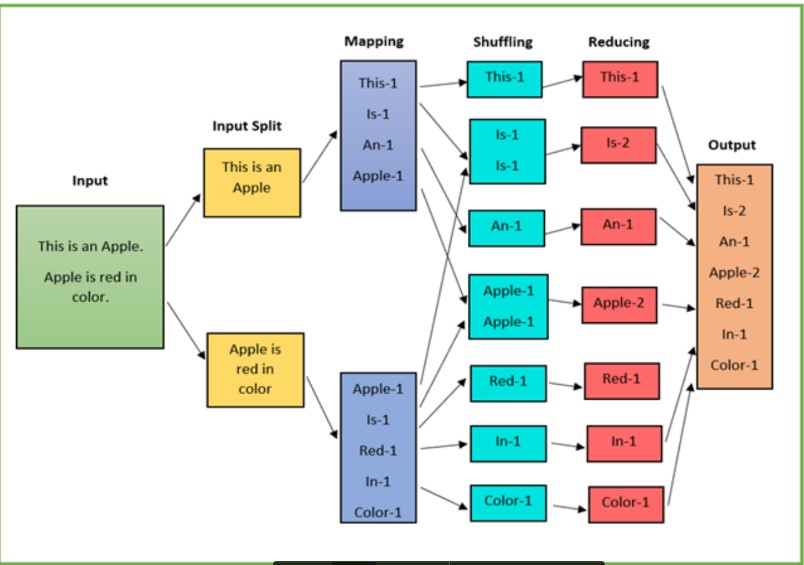 Input
This is an Apple.
Apple is red in
color.
Input Split
This is an
Apple
Apple is
red in
color
Mapping
This-1
Is-1
An-1
Apple-1
Apple-1
Is-1
Red-1
In-1
Color-1
Shuffling
This-1
Is-1
Is-1
An-1
Apple-1
Apple-1
Red-1
In-1
Color-1
Reducing
This-1
Is-2
An-1
Apple-2
Red-1
In-1
Color-1
Output
This-1
Is-2
An-1
Apple-2
Red-1
In-1
Color-1